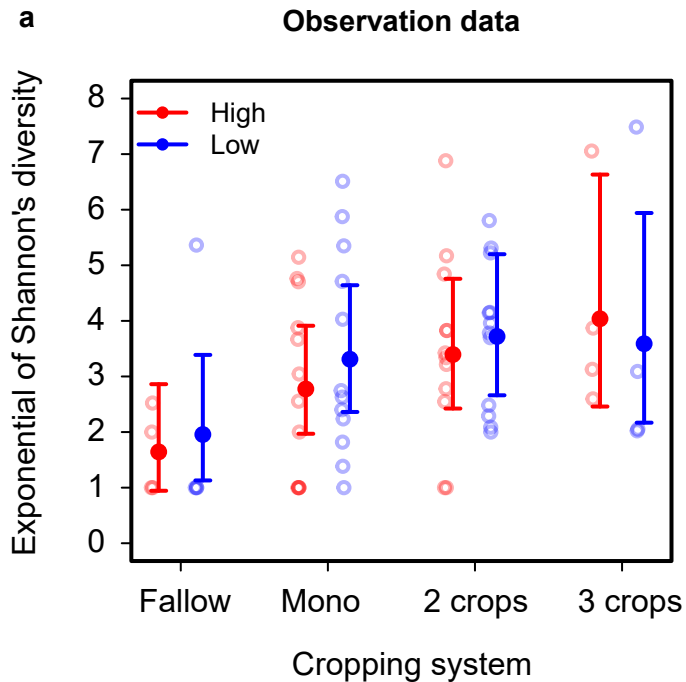 a
Observation data
Exponential of Shannon's diversity
8
7
6
5
4
3
2
1
0
High
Low
Fallow
Mono
2 crops
3 crops
Cropping system